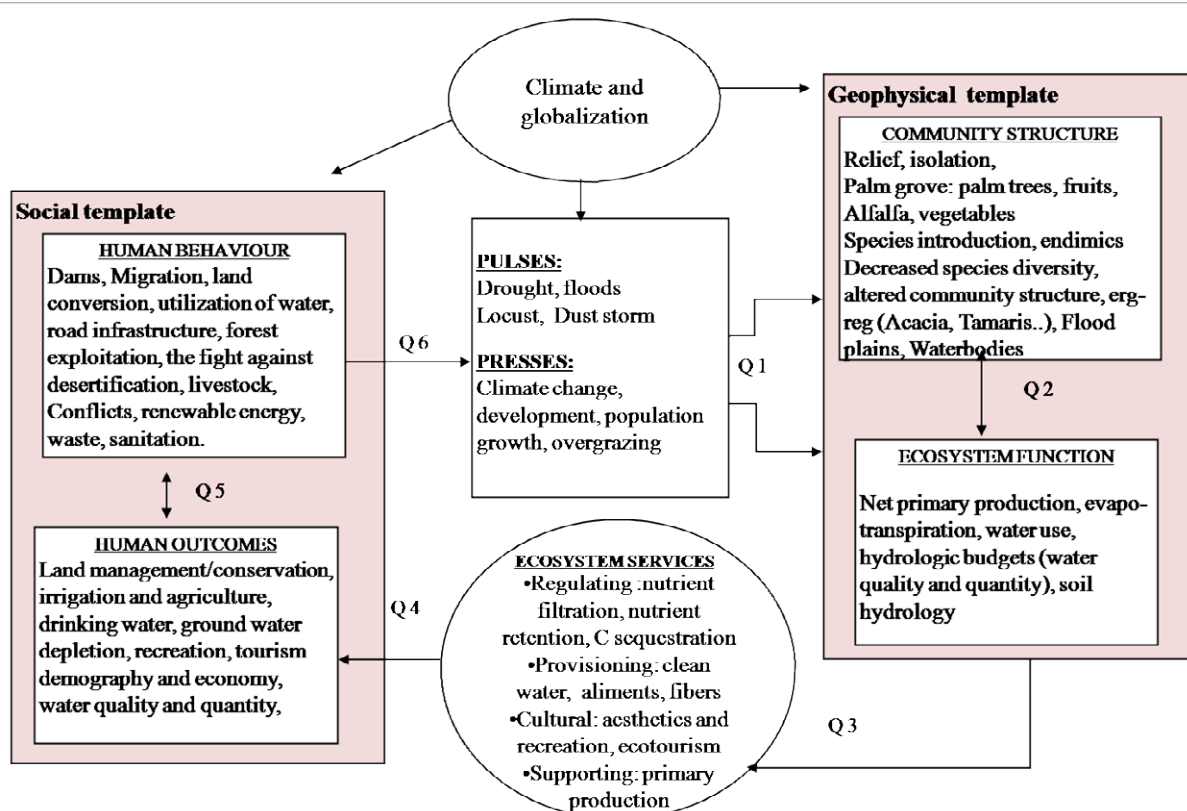 Climate and
globalization
Geophysical template
COMMUNITY STRUCTURE
Relief, isolation,
Palm grove: palm trees, fruits,
Alfalfa, vegetables
Species introduction, endimics
Decreased species diversity,
altered community structure, erg-
reg (Acacia, Tamaris..), Flood
plains, Waterbodies
Q 2
ECOSYSTEM FUNCTION
Net primary production, evapo-
transpiration, water use,
hydrologic budgets (water
quality and quantity), soil
hydrology
Social template
HUMAN BEHAVIOUR
Dams, Migration, land
conversion, utilization of water,
road infrastructure, forest
exploitation, the fight against
desertification, livestock,
Conflicts, renewable energy,
waste, sanitation.
Q 5
HUMAN OUTCOMES
Land management/conservation,
irrigation and agriculture,
drinking water, ground water
depletion, recreation, tourism
demography and economy,
water quality and quantity,
Q 6
PULSES:
Drought, floods
Locust, Dust storm
PRESSES:
Climate change,
development, population
growth, overgrazing
Q 1
Q 4
ECOSYSTEM SERVICES
•Regulating :nutrient
filtration, nutrient
retention, C sequestration
•Provisioning: clean
water, aliments, fibers
•Cultural: aesthetics and
recreation, ecotourism
•Supporting: primary
production
Q 3